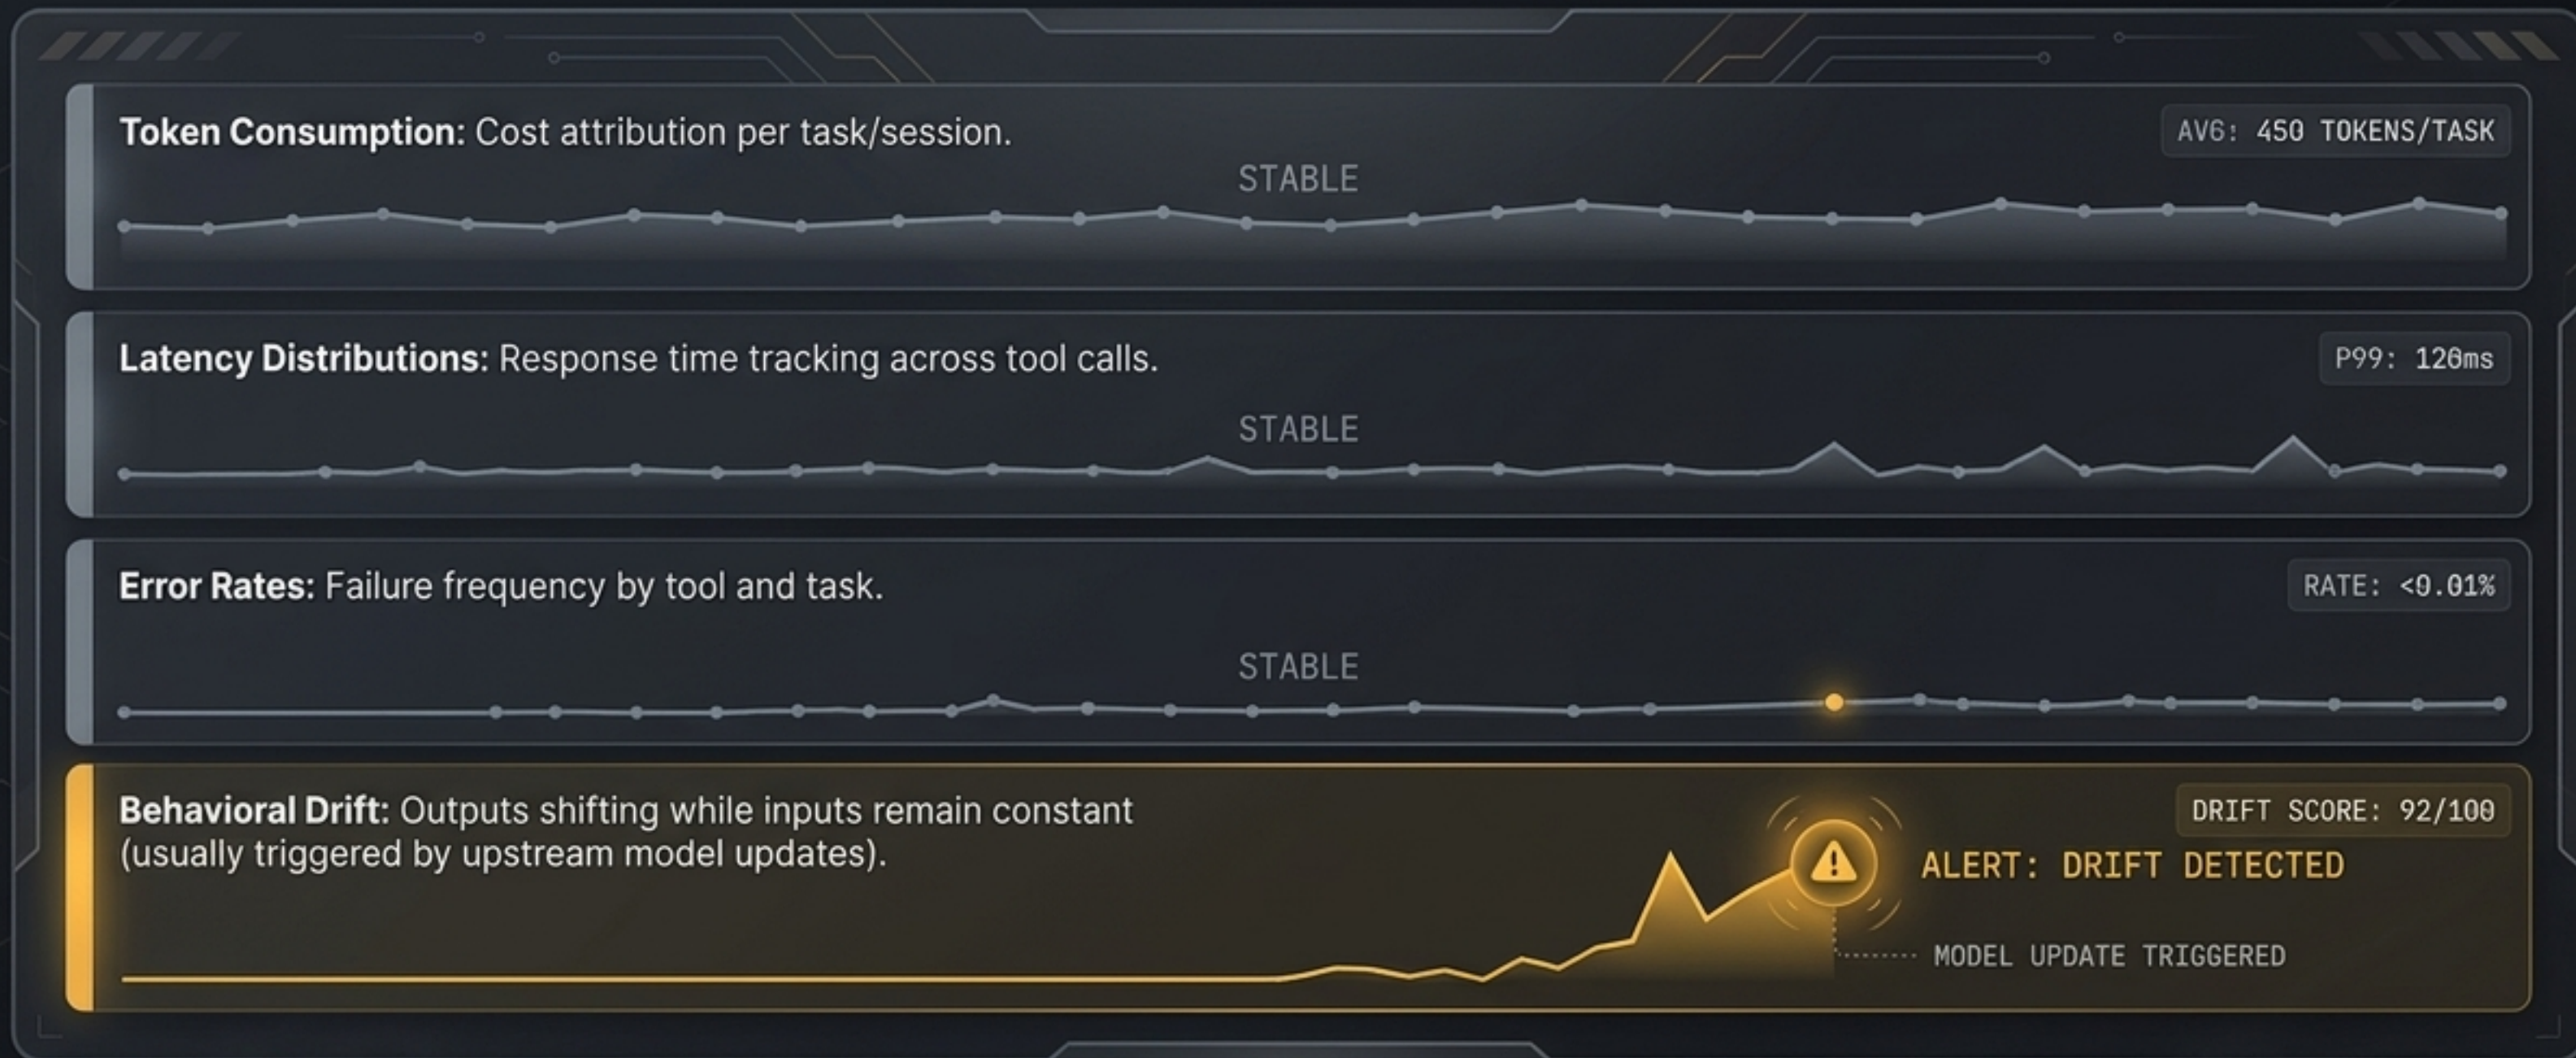 Token Consumption: Cost attribution per task/session.
AV6: 450 TOKENS/TASK
STABLE
Latency Distributions: Response time tracking across tool calls.
P99: 120ms
STABLE
Error Rates: Failure frequency by tool and task.
RATE: <0.01%
STABLE
Behavioral Drift: Outputs shifting while inputs remain constant
(usually triggered by upstream model updates).
DRIFT SCORE: 92/100
ALERT: DRIFT DETECTED
MODEL UPDATE TRIGGERED